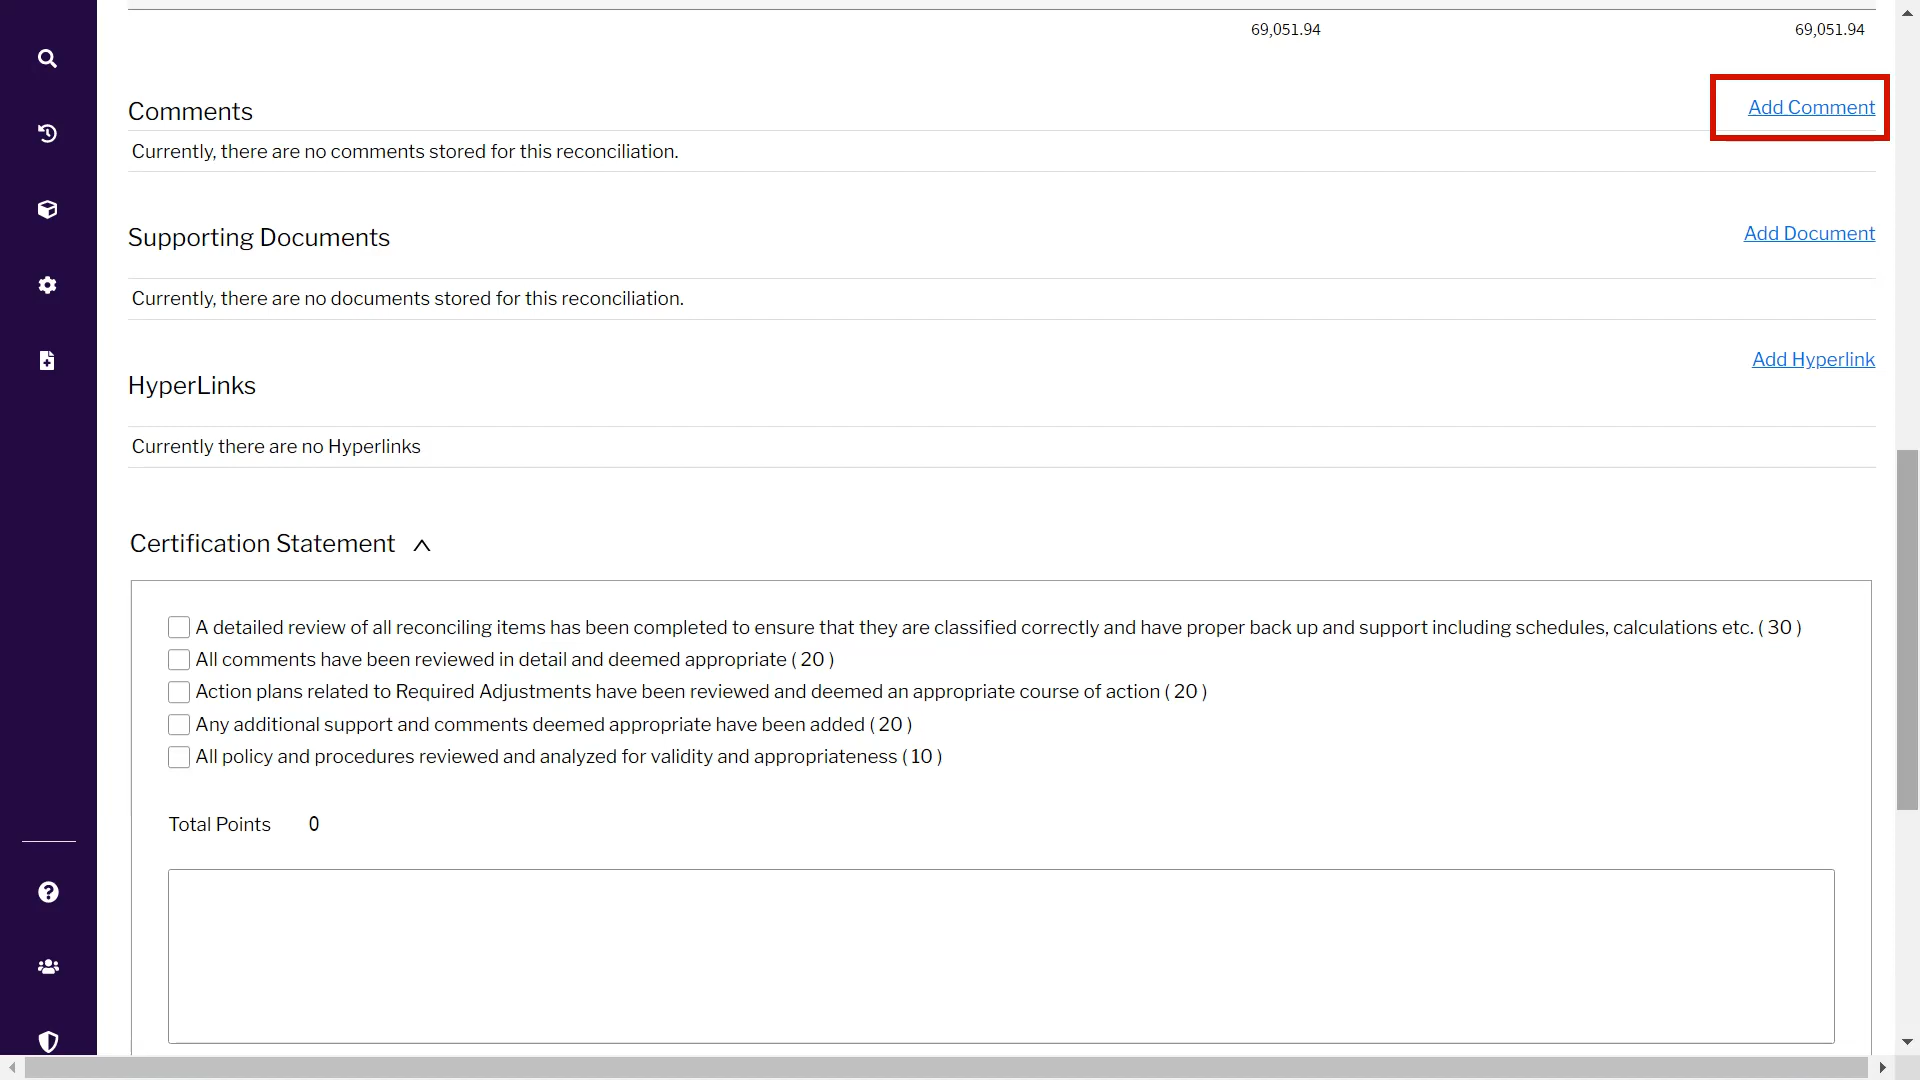 69,051.94 69,051.94
Comments Add Comment
Currently, there are no comments stored for this reconciliation.
Supporting Documents Add Document
Currently, there are no documents stored for this reconciliation.
Add Hyperlink
HyperLinks
Currently there are no Hyperlinks
Certification Statement
A detailed review of all reconciling items has been completed to ensure that they are classified correctly and have proper back up and support including schedules, calculations etc. ( 30 )
All comments have been reviewed in detail and deemed appropriate ( 20 )
Action plans related to Required Adjustments have been reviewed and deemed an appropriate course of action ( 20 )
Any additional support and comments deemed appropriate have been added ( 20 )
All policy and procedures reviewed and analyzed for validity and appropriateness ( 10 )
Total Points 0